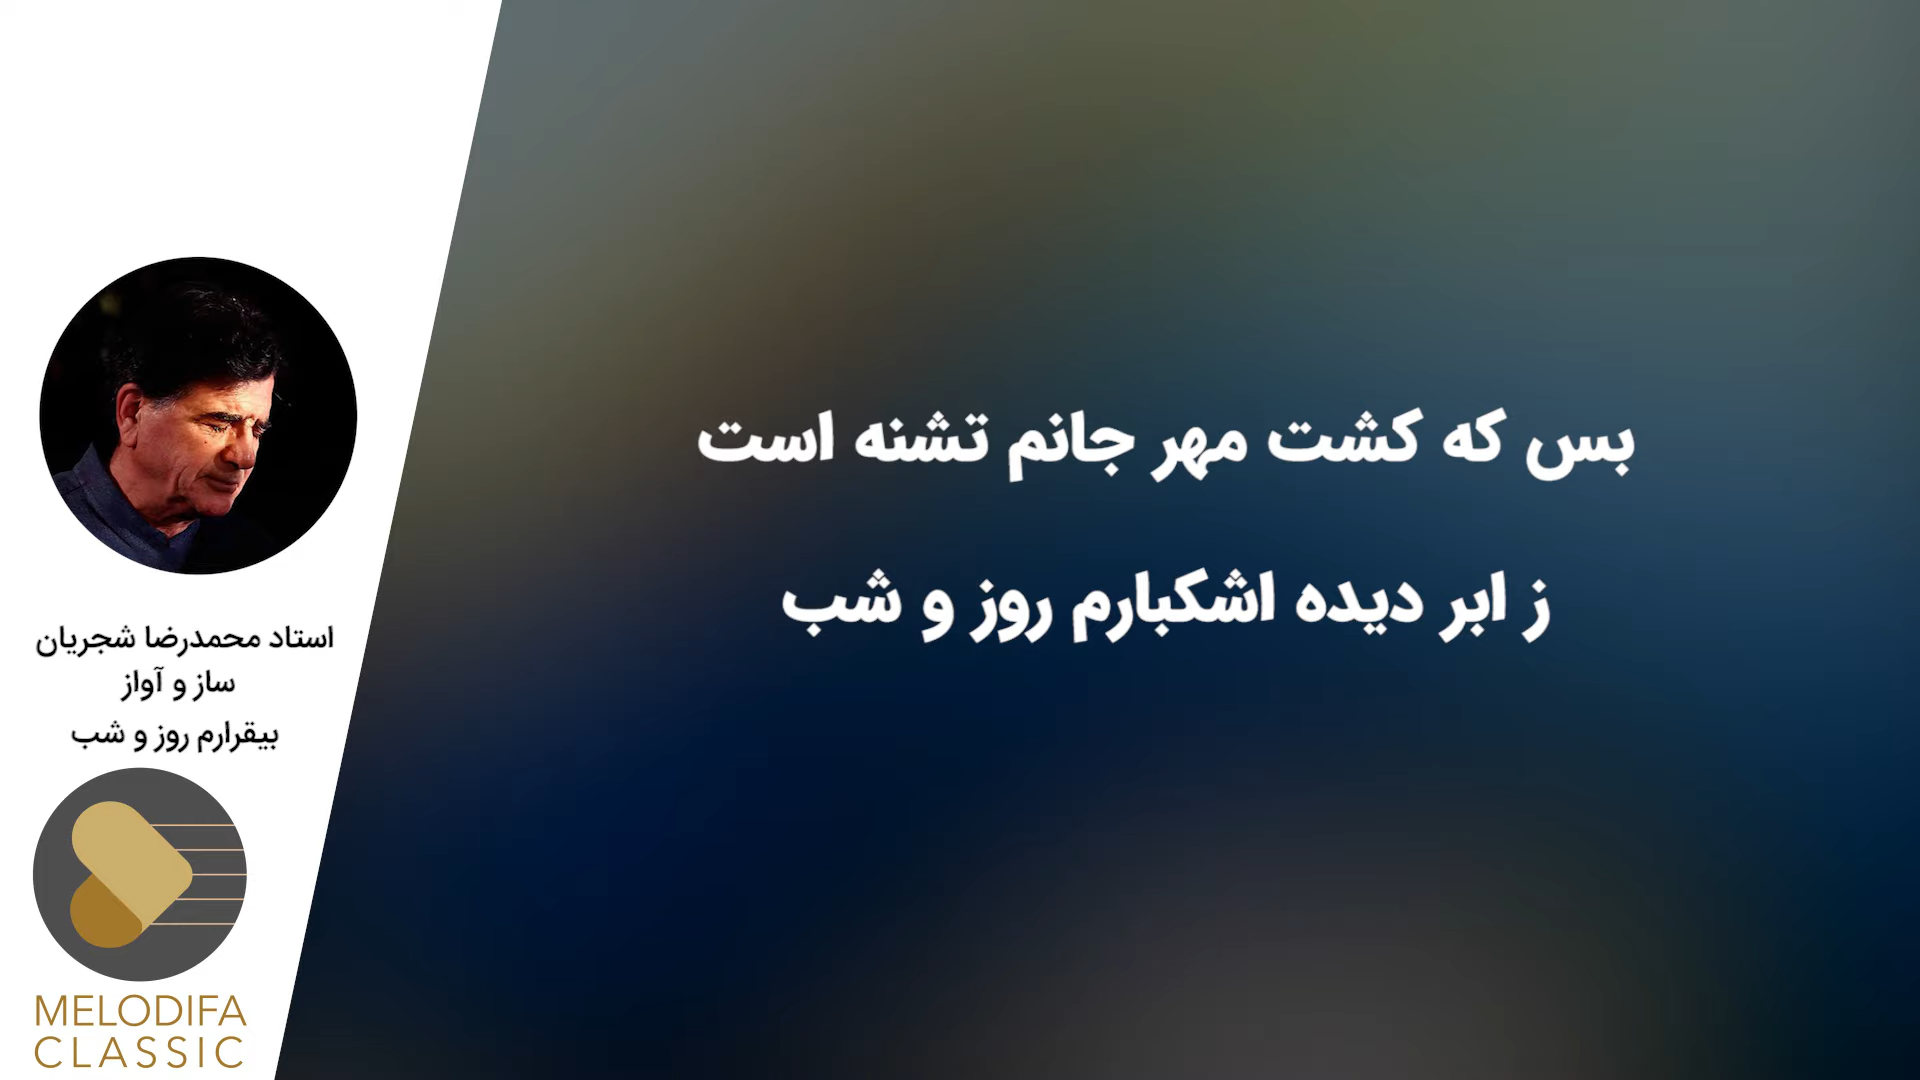 بس که کشت مهر جانم تشنه است
ز ابر دیده اشکبارم روز و شب
استاد محمدرضا شجریان
ساز و آواز
بیقرارم روز و شب
MELODIFA
CLASSIC